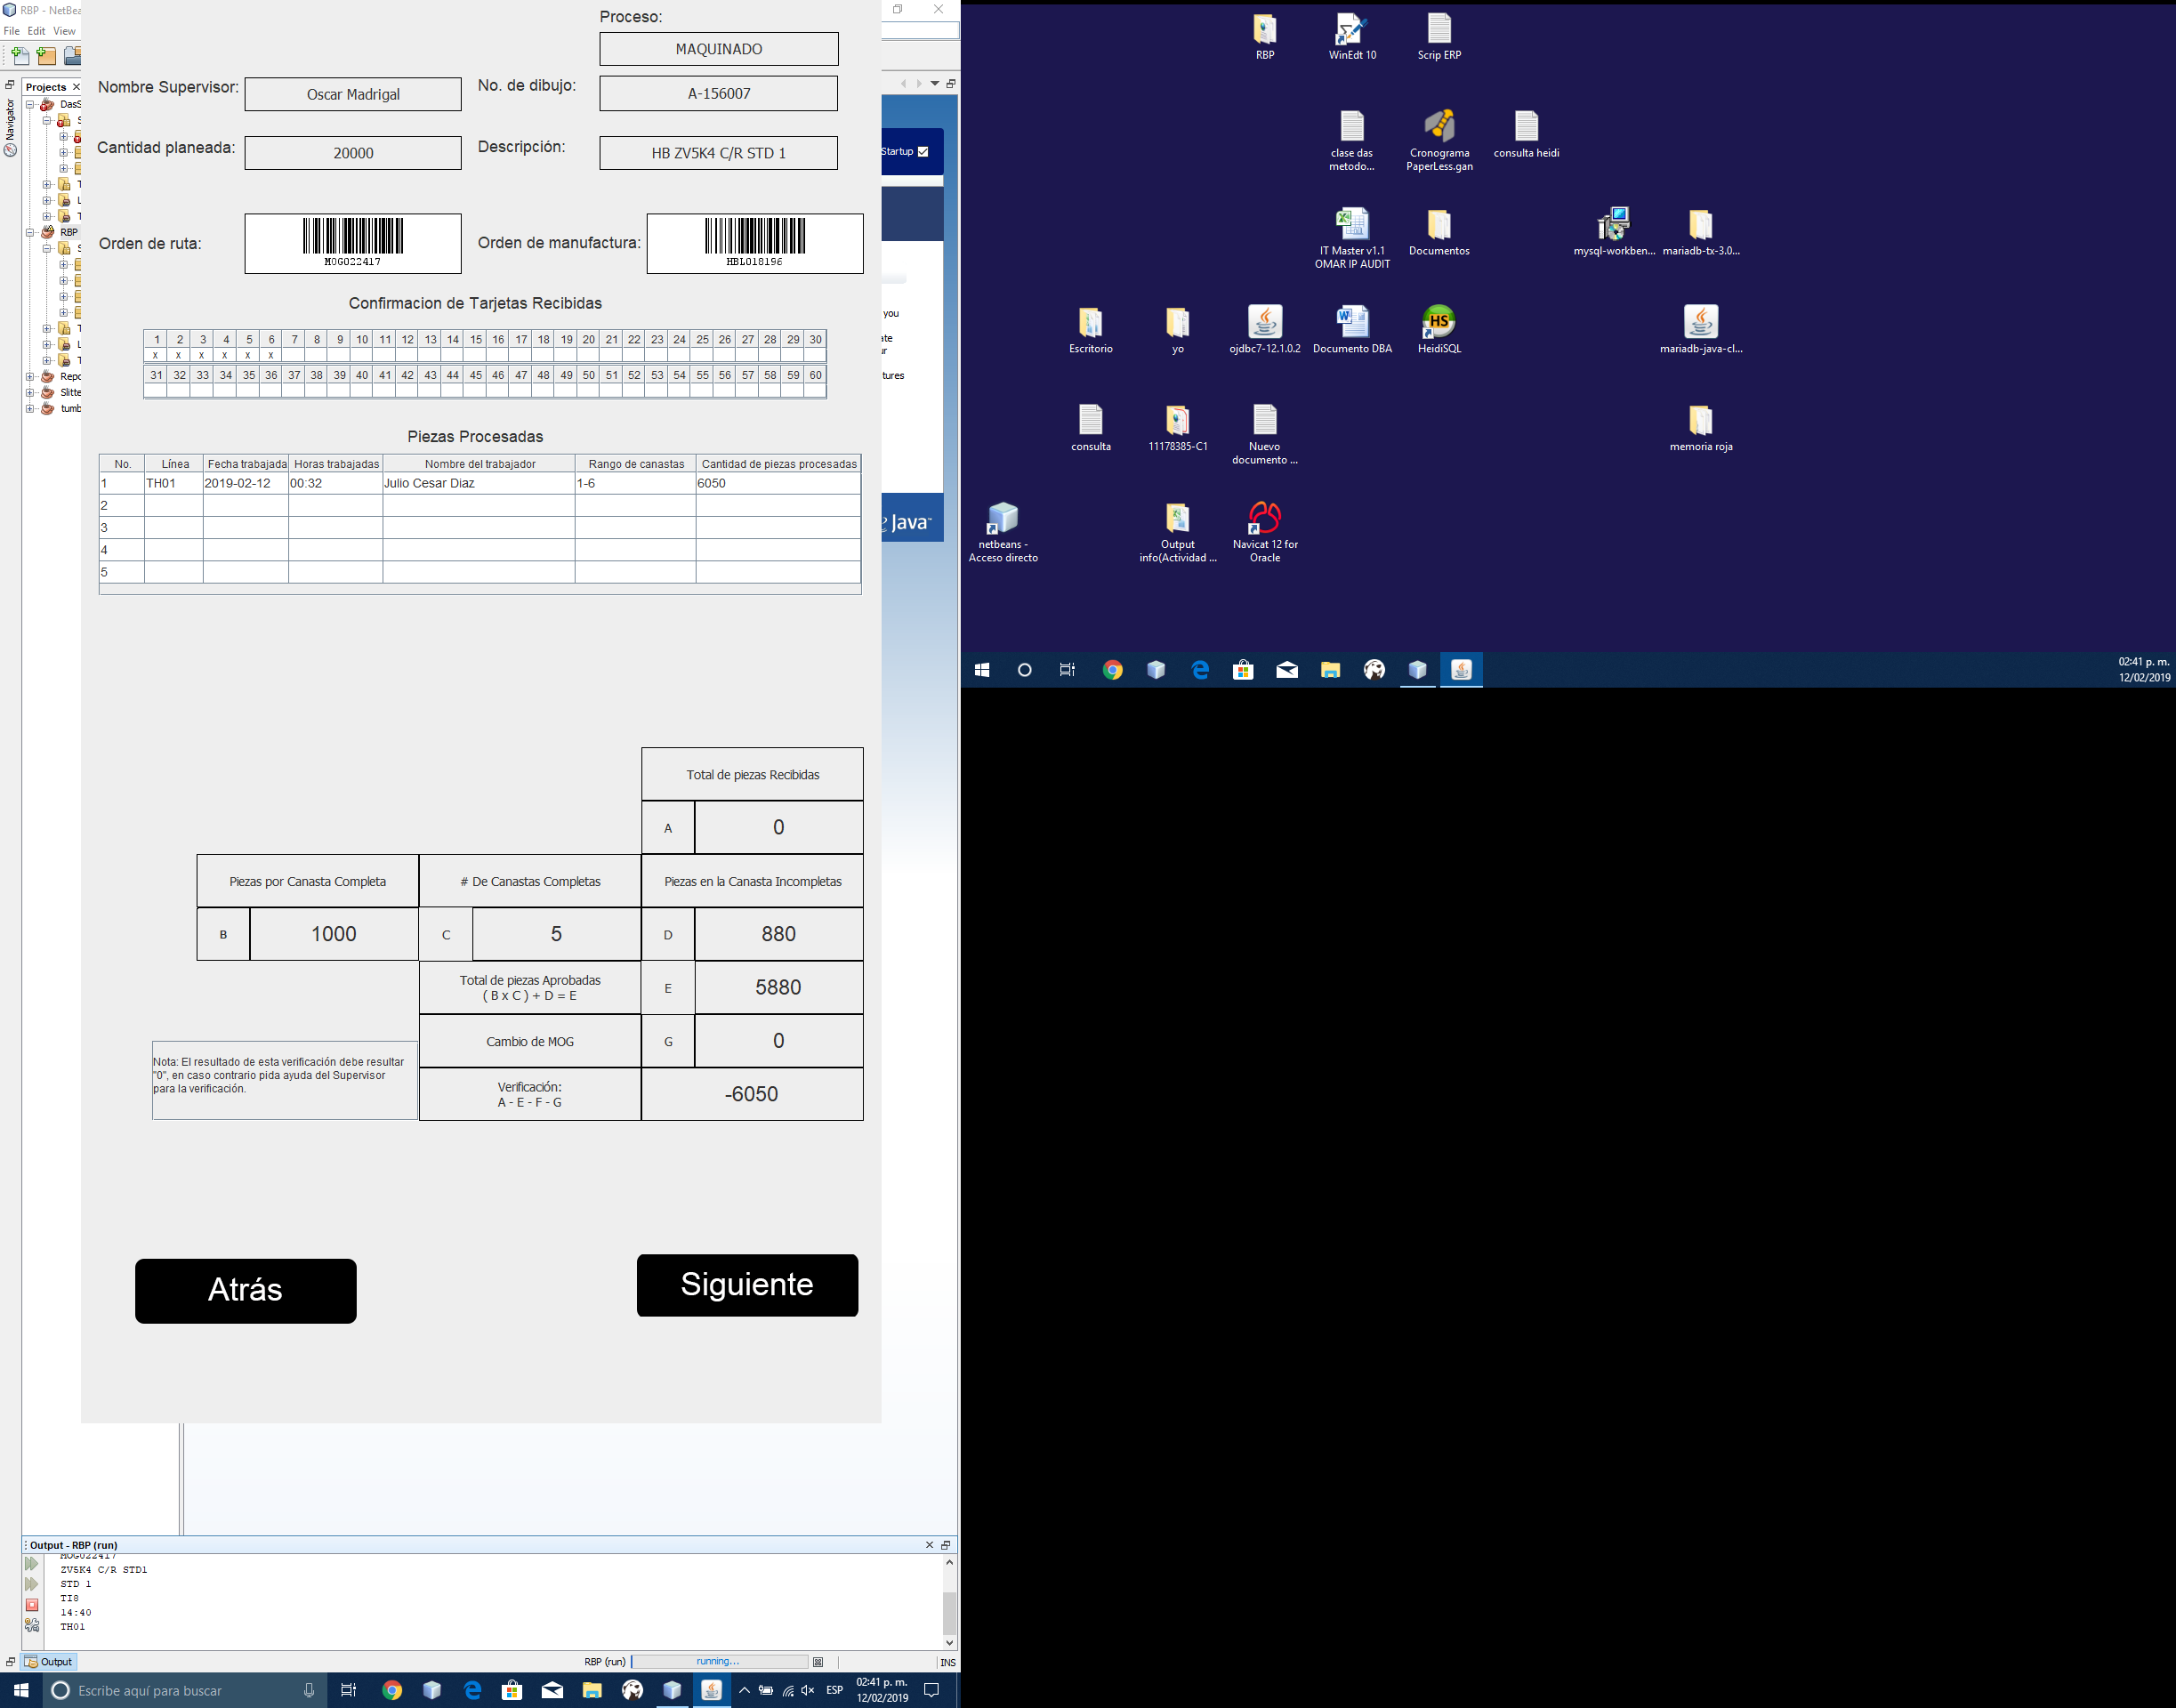 RBP - NetBea
File Edit View
Projects
Navigator
DasS
S
T
L
T
RBP
S
T
L
T
Repo
Slitte
tumb
Proceso:
MAQUINADO
Nombre Supervisor: Oscar Madrigal No. de dibujo: A-156007
Cantidad planeada: 20000 Descripción: HB ZV5K4 C/R STD 1
Orden de ruta: MOG022417 Orden de manufactura: HBL018196
Confirmacion de Tarjetas Recibidas
1 2 3 4 5 6 7 8 9 10 11 12 13 14 15 16 17 18 19 20 21 22 23 24 25 26 27 28 29 30
x x x x x x
31 32 33 34 35 36 37 38 39 40 41 42 43 44 45 46 47 48 49 50 51 52 53 54 55 56 57 58 59 60
Piezas Procesadas
No. Línea Fecha trabajada Horas trabajadas Nombre del trabajador Rango de canastas Cantidad de piezas procesadas
1 TH01 2019-02-12 00:32 Julio Cesar Diaz 1-6 6050
2
3
4
5
Total de piezas Recibidas
A 0
Piezas por Canasta Completa # De Canastas Completas Piezas en la Canasta Incompletas
B 1000 C 5 D 880
Total de piezas Aprobadas
( B x C ) + D = E
E 5880
Cambio de MOG G 0
Nota: El resultado de esta verificación debe resultar
"0", en caso contrario pida ayuda del Supervisor
para la verificación.
Verificación:
A - E - F - G
-6050
Atrás Siguiente
Startup
you
ate
ur
tures
Java™
Output - RBP (run)
MOG022417
ZV5K4 C/R STD1
STD 1
TI8
14:40
TH01
Output
RBP (run) running... INS
Escribe aquí para buscar
ESP
02:41 p. m.
12/02/2019
RBP
WinEdt 10
Scrip ERP
clase das
metodo...
Cronograma
PaperLess.gan
consulta heidi
IT Master v1.1
OMAR IP AUDIT
Documentos
mysql-workben...
mariadb-tx-3.0...
Escritorio
yo
ojdbc7-12.1.0.2
Documento DBA
HS
HeidiSQL
mariadb-java-cl...
consulta
11178385-C1
Nuevo
documento ...
memoria roja
netbeans -
Acceso directo
Output
info(Actividad ...
Navicat 12 for
Oracle
02:41 p. m.
12/02/2019